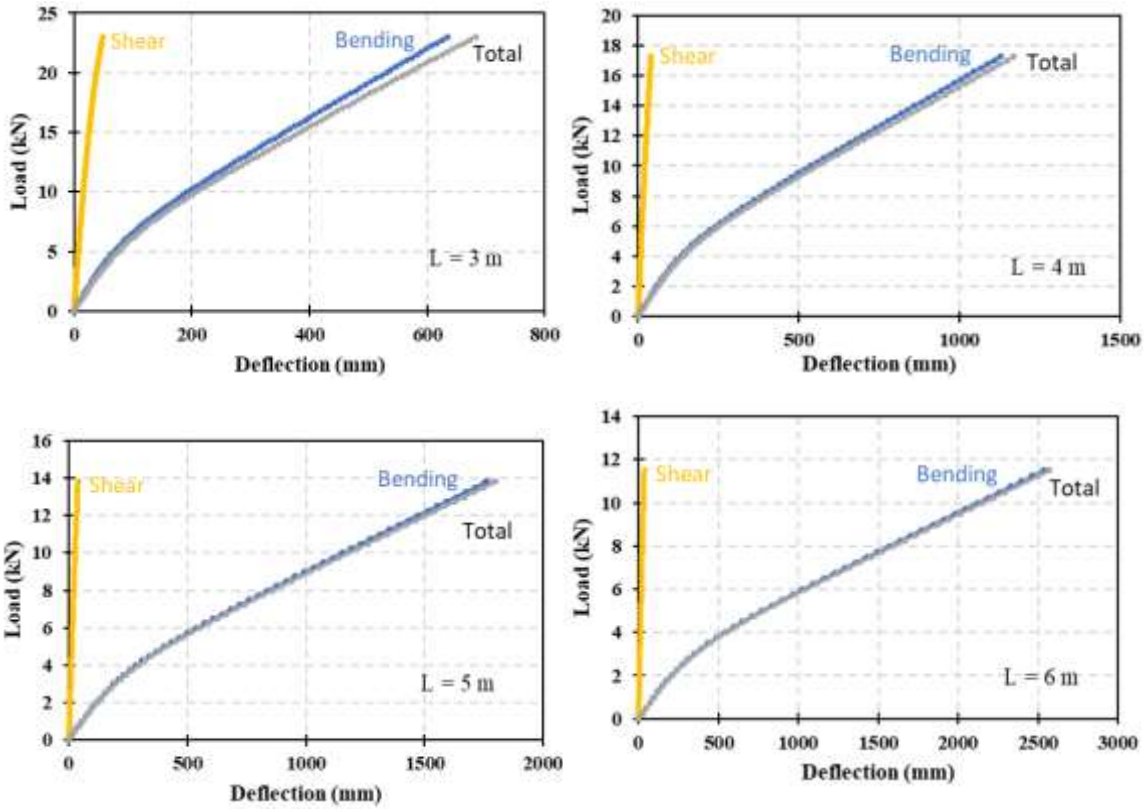 25
20
15
10
5
0
Load (kN)
Shear
Bending
Total
L = 3 m
0 200 400 600 800
Deflection (mm)
20
18
16
14
12
10
8
6
4
2
0
Load (kN)
Shear
Bending
Total
L = 4 m
0 500 1000 1500
Deflection (mm)
16
14
12
10
8
6
4
2
0
Load (kN)
Shear
Bending
Total
L = 5 m
0 500 1000 1500 2000
Deflection (mm)
14
12
10
8
6
4
2
0
Load (kN)
Shear
Bending
Total
L = 6 m
0 500 1000 1500 2000 2500 3000
Deflection (mm)